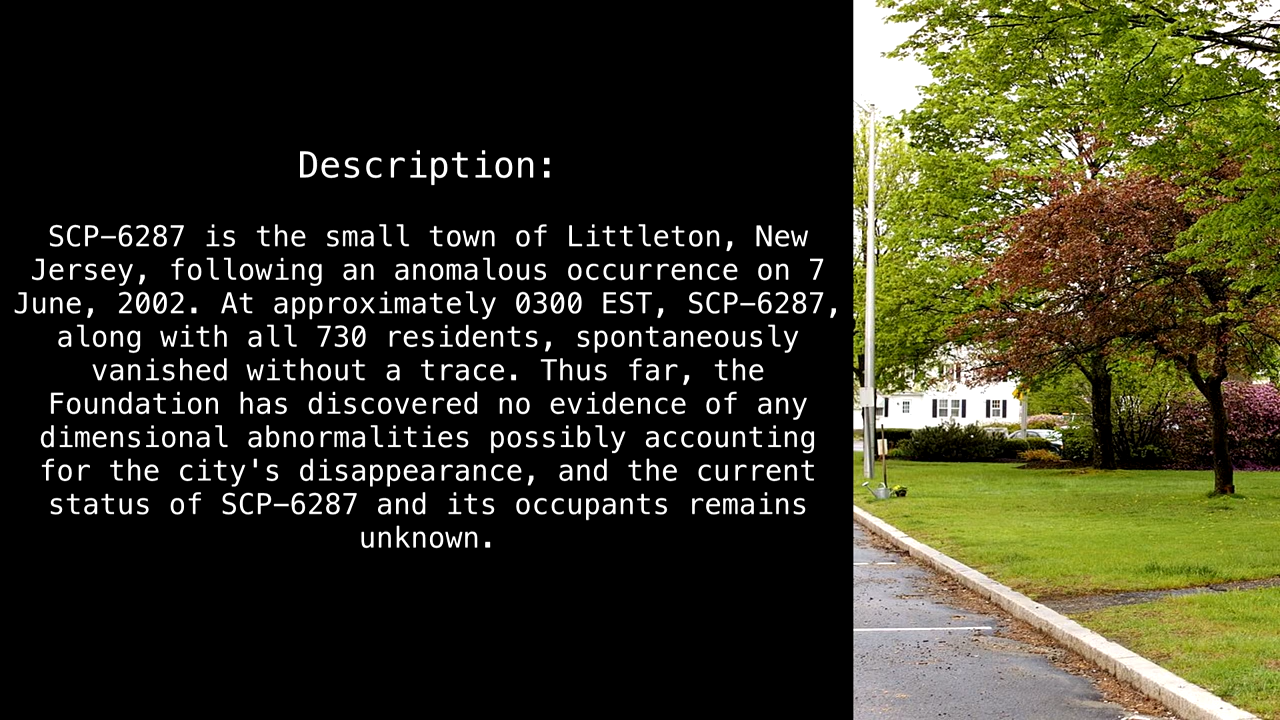 Description:
SCP-6287 is the small town of Littleton, New
Jersey, following an anomalous occurrence on 7
June, 2002. At approximately 0300 EST, SCP-6287,
along with all 730 residents, spontaneously
vanished without a trace. Thus far, the
Foundation has discovered no evidence of any
dimensional abnormalities possibly accounting
for the city's disappearance, and the current
status of SCP-6287 and its occupants remains
unknown.